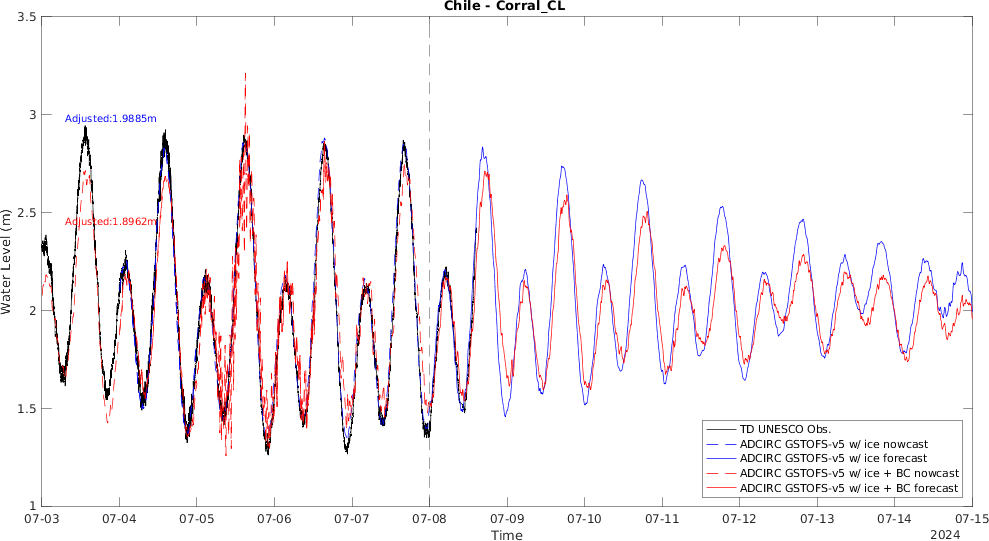 Chile - Corral_CL
3.5
3
2.5
2
1.5
1
Water Level (m)
Adjusted:1.9885m
Adjusted:1.8962m
TD UNESCO Obs.
ADCIRC GSTOFS-v5 w/ ice nowcast
ADCIRC GSTOFS-v5 w/ ice forecast
ADCIRC GSTOFS-v5 w/ ice + BC nowcast
ADCIRC GSTOFS-v5 w/ ice + BC forecast
07-03 07-04 07-05 07-06 07-07 07-08 07-09 07-10 07-11 07-12 07-13 07-14 07-15
Time
2024